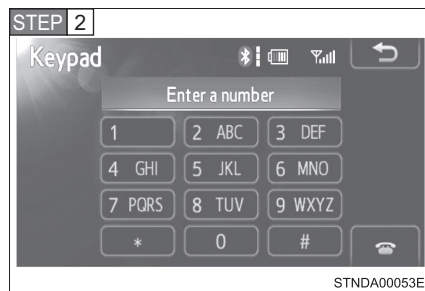 STEP 2
Keypad
Enter a number
1 2 ABC 3 DEF
4 GHI 5 JKL 6 MNO
7 PQRS 8 TUV 9 WXYZ
* 0 #
STNDA00053E